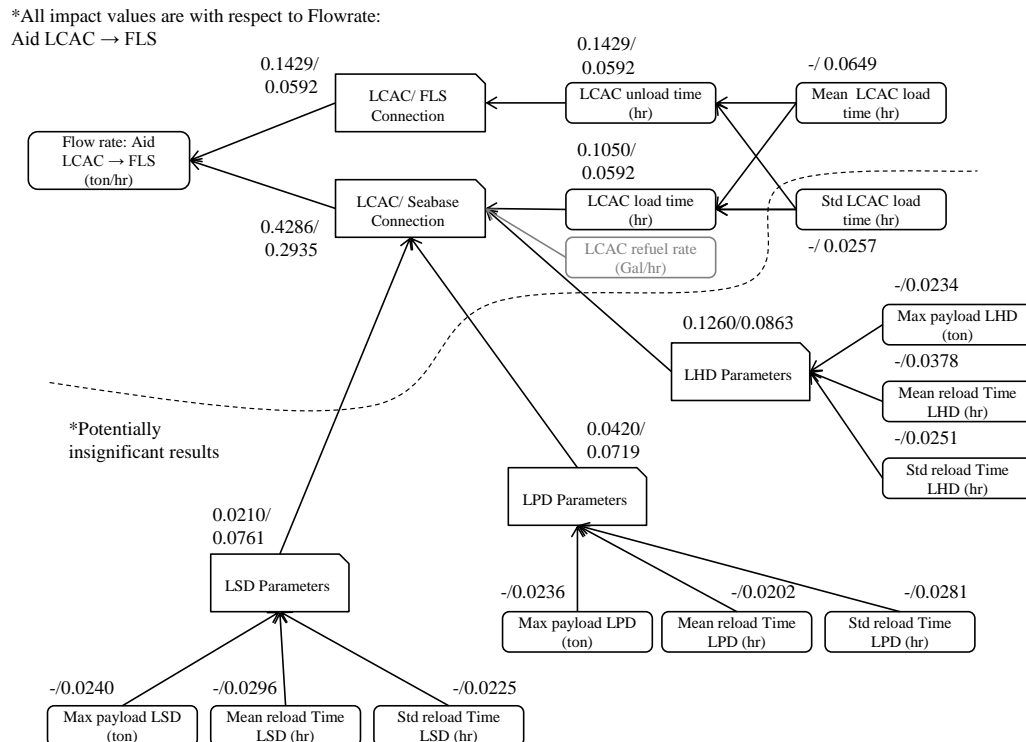 *All impact values are with respect to Flowrate:
Aid LCAC → FLS
0.1429/
0.0592
LCAC/ FLS
Connection
0.1429/
0.0592
LCAC unload time
(hr)
-/ 0.0649
Mean LCAC load
time (hr)
Flow rate: Aid
LCAC → FLS
(ton/hr)
LCAC/ Seabase
Connection
0.4286/
0.2935
0.1050/
0.0592
LCAC load time
(hr)
Std LCAC load
time (hr)
-/ 0.0257
LCAC refuel rate
(Gal/hr)
-/0.0234
Max payload LHD
(ton)
0.1260/0.0863
LHD Parameters
-/0.0378
Mean reload Time
LHD (hr)
-/0.0251
Std reload Time
LHD (hr)
*Potentially
insignificant results
0.0420/
0.0719
LPD Parameters
0.0210/
0.0761
LSD Parameters
-/0.0236
Max payload LPD
(ton)
-/0.0202
Mean reload Time
LPD (hr)
-/0.0281
Std reload Time
LPD (hr)
-/0.0240
Max payload LSD
(ton)
-/0.0296
Mean reload Time
LSD (hr)
-/0.0225
Std reload Time
LSD (hr)